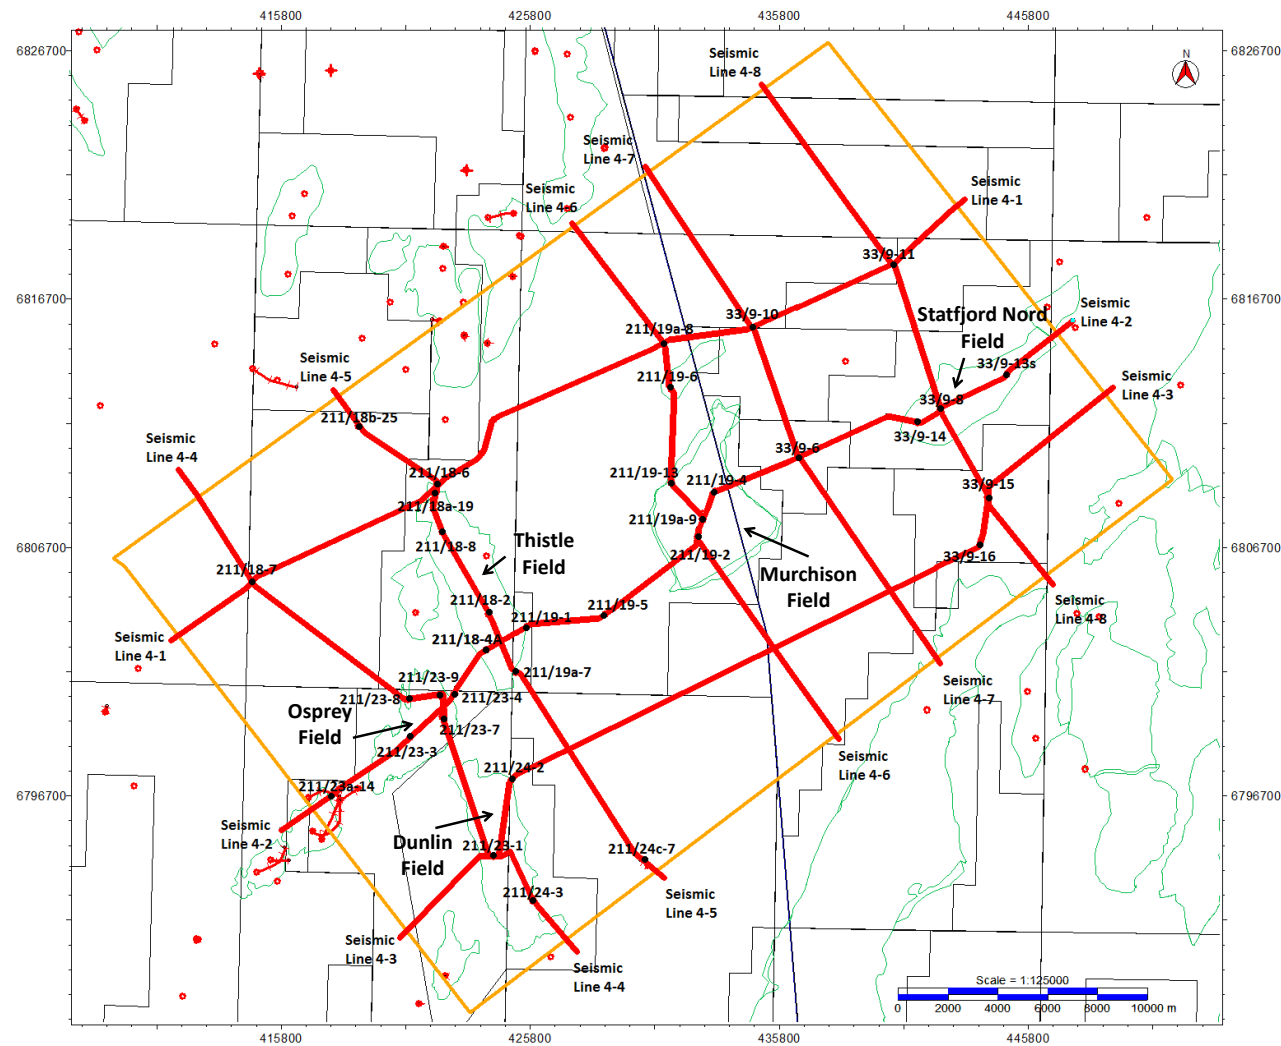 415800
425800
435800
445800
6826700
6826700
N
Seismic
Line 4-8
Seismic
Line 4-7
Seismic
Line 4-6
Seismic
Line 4-1
33/9-11
6816700
6816700
Seismic
Line 4-2
33/9-10
211/19a-8
Statfjord Nord
Field
33/9-13s
Seismic
Line 4-5
211/19-6
Seismic
Line 4-3
33/9-8
211/18b-25
33/9-14
Seismic
Line 4-4
33/9-6
211/18-6
211/19-13
211/19-4
33/9-15
211/18a-19
211/19a-9
6806700
6806700
211/18-8
Thistle
Field
211/19-2
33/9-16
211/18-7
Murchison
Field
211/18-2
211/19-5
211/19-1
Seismic
Line 4-8
Seismic
Line 4-1
211/18-4A
211/19a-7
211/23-9
211/23-8
211/23-4
Seismic
Line 4-7
Osprey
Field
211/23-7
211/23-3
Seismic
Line 4-6
211/24-2
211/23a-14
6796700
6796700
Seismic
Line 4-2
Dunlin
Field
211/23-1
211/24c-7
211/24-3
Seismic
Line 4-5
Seismic
Line 4-3
Seismic
Line 4-4
Scale = 1:125000
0
2000
4000
6000
8000
10000 m
415800
425800
435800
445800